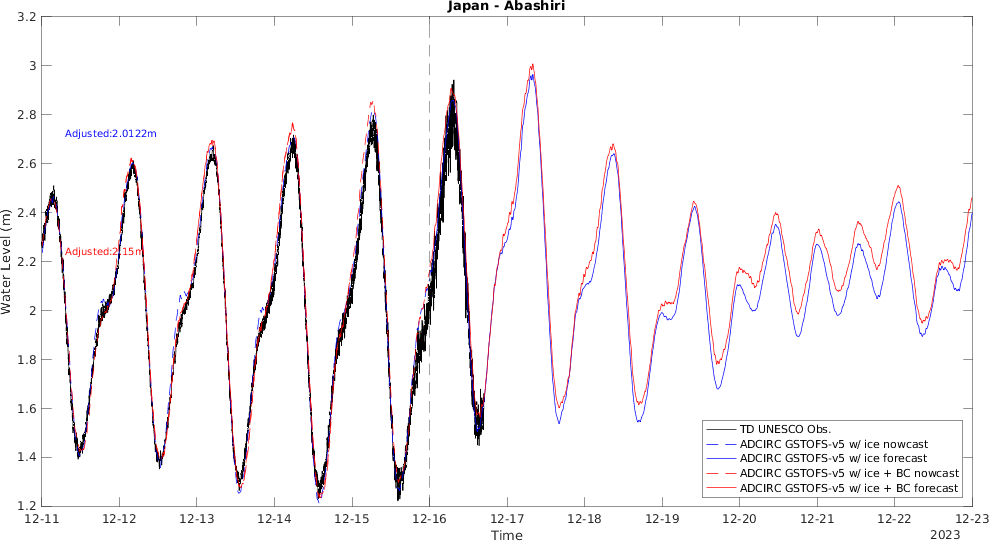 Japan - Abashiri
3.2
3
2.8
2.6
2.4
2.2
2
1.8
1.6
1.4
1.2
Water Level (m)
Adjusted:2.0122m
Adjusted:2.15m
TD UNESCO Obs.
ADCIRC GSTOFS-v5 w/ ice nowcast
ADCIRC GSTOFS-v5 w/ ice forecast
ADCIRC GSTOFS-v5 w/ ice + BC nowcast
ADCIRC GSTOFS-v5 w/ ice + BC forecast
12-11 12-12 12-13 12-14 12-15 12-16 12-17 12-18 12-19 12-20 12-21 12-22 12-23
Time
2023